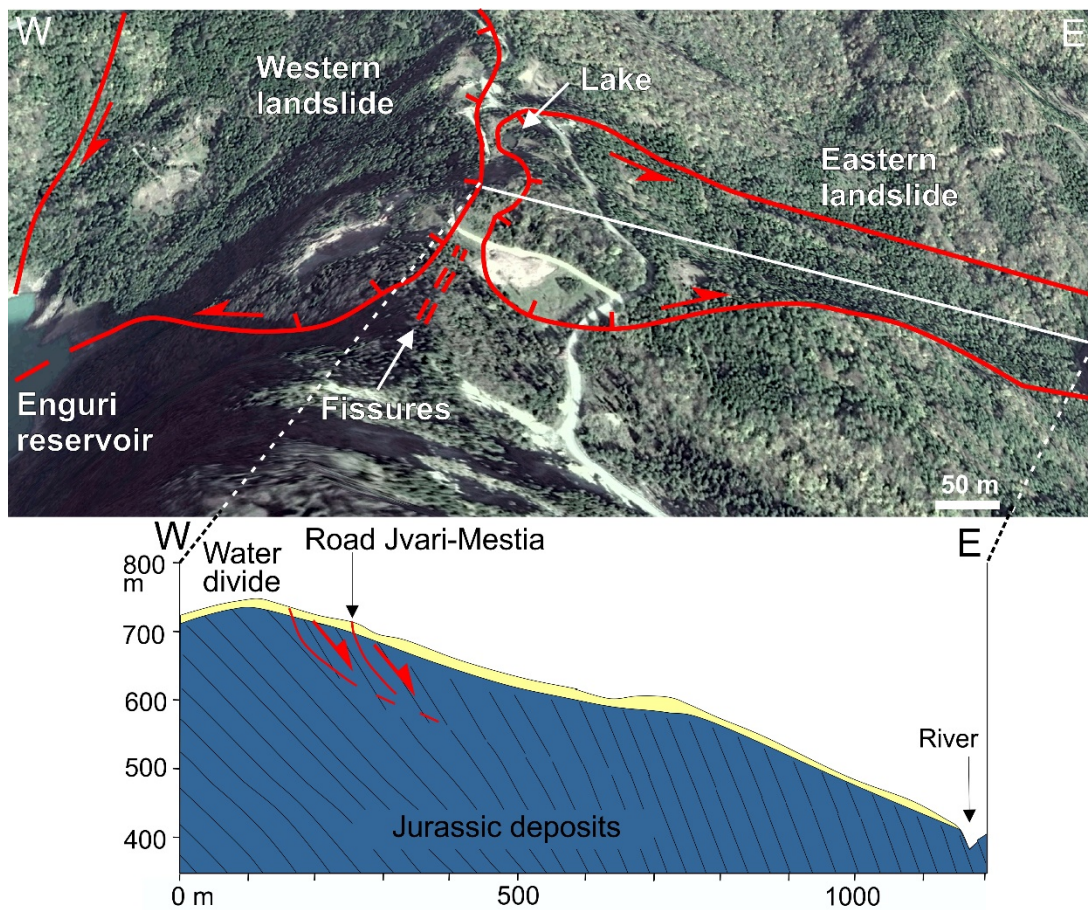 W
E
Western
landslide
Lake
Eastern
landslide
Enguri
reservoir
Fissures
50 m
W
E
Road Jvari-Mestia
Water
divide
800
m
700
600
500
400
River
Jurassic deposits
0 m
500
1000